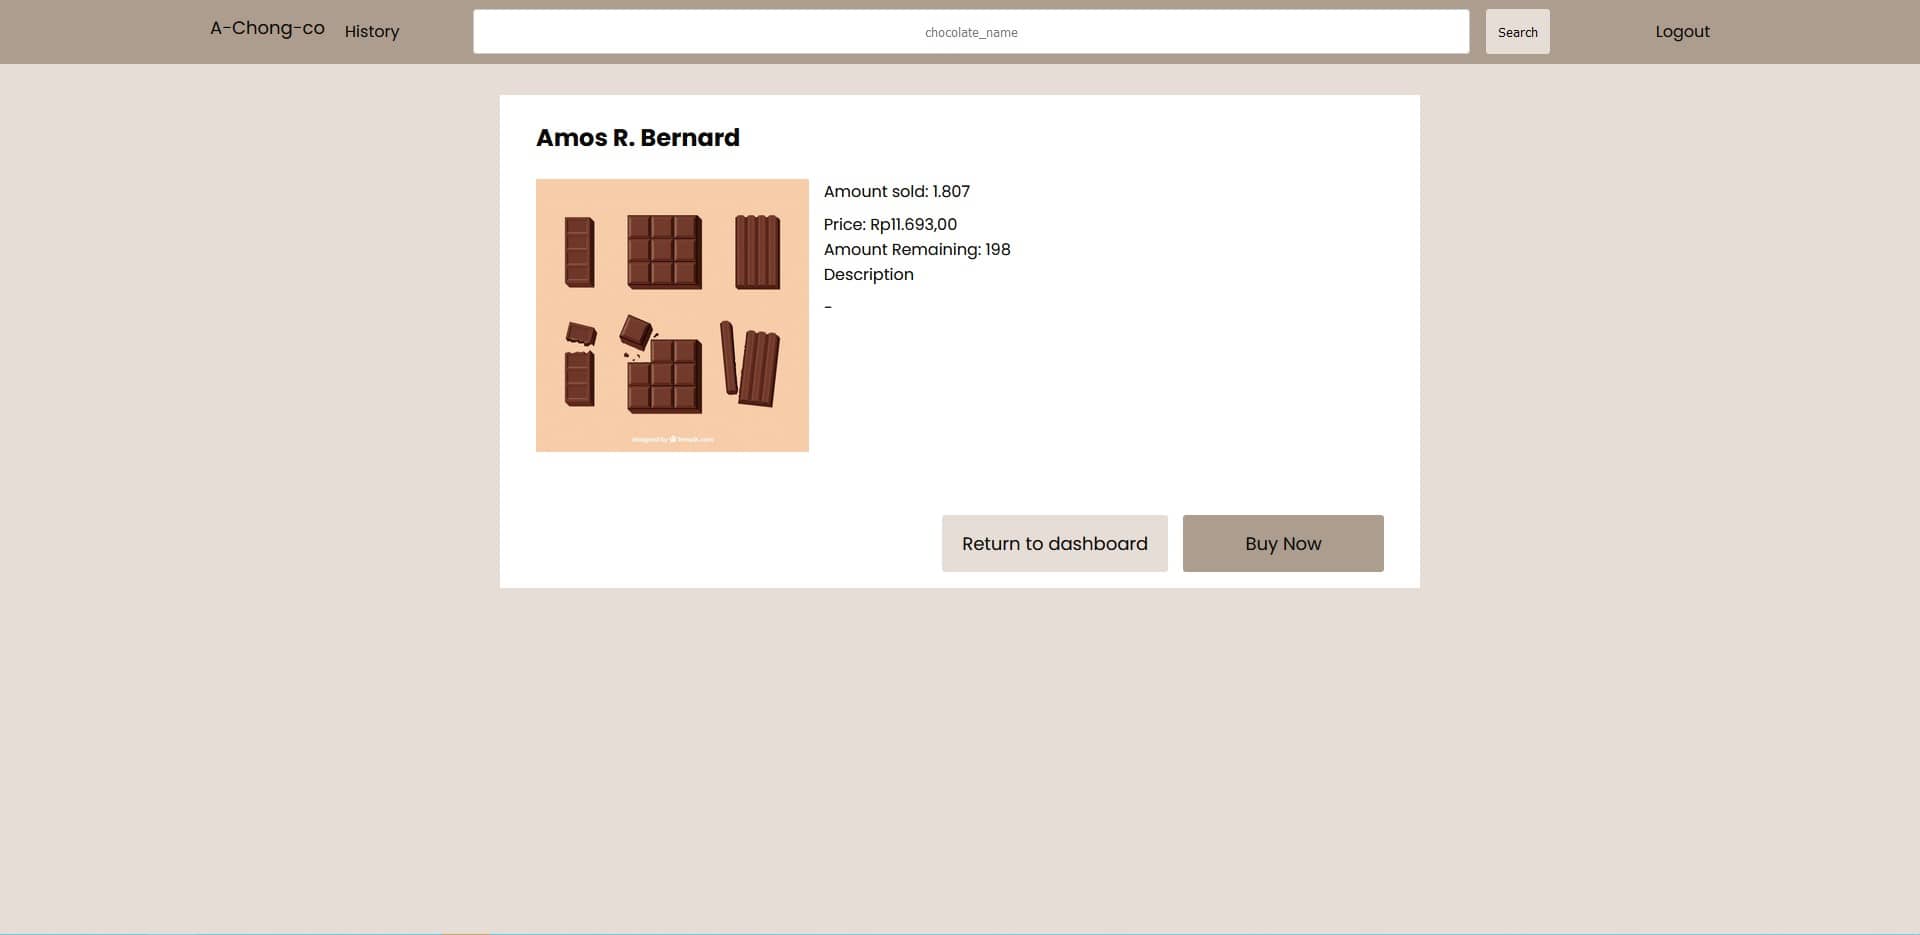 A-Chong-co
History
chocolate_name
Search
Logout
Amos R. Bernard
Amount sold: 1.807
Price: Rp11.693,00
Amount Remaining: 198
Description
-
designed by freepik.com
Return to dashboard
Buy Now